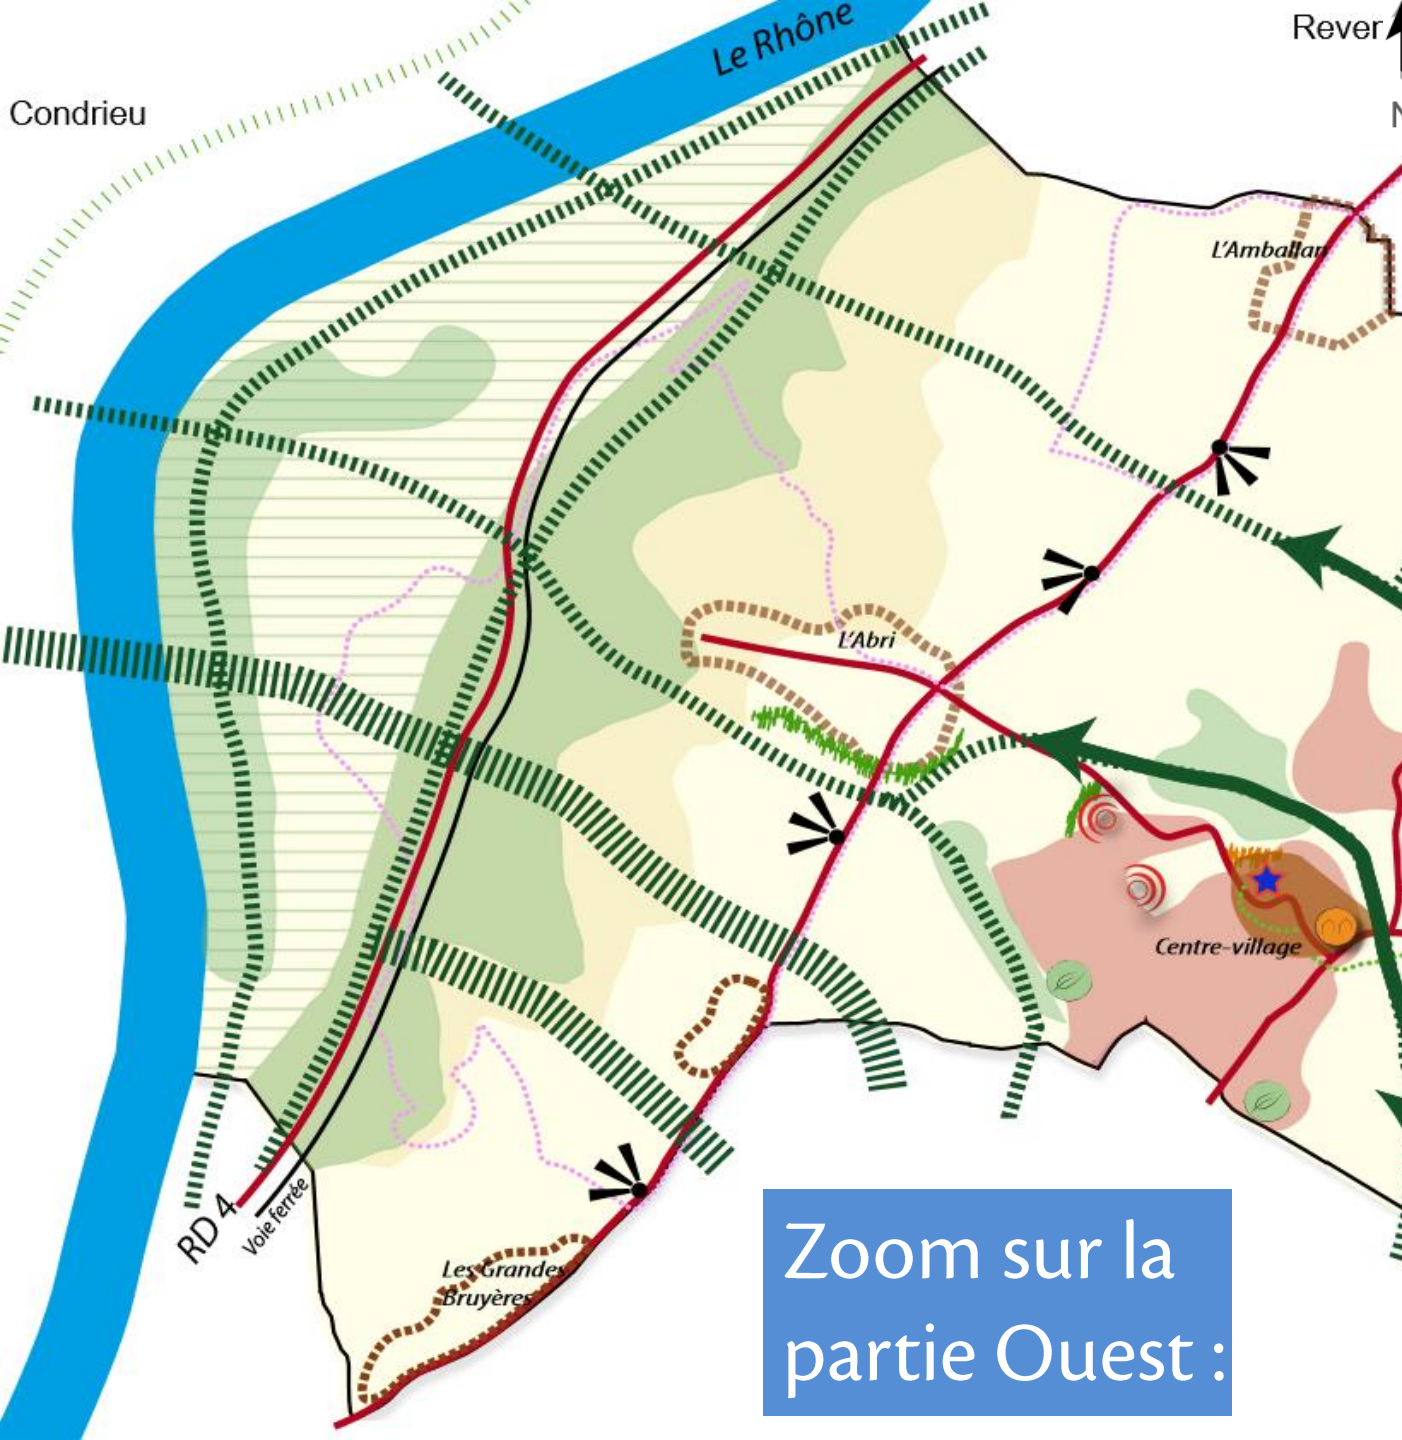 Le Rhône
Rever
N
Condrieu
L'Amballan
L'Abri
Centre-village
RD 4
Voie ferrée
Les Grandes
Bruyères
Zoom sur la
partie Ouest :